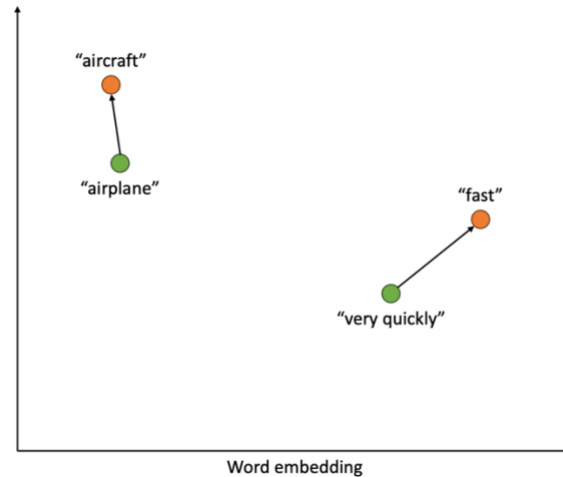 “aircraft”
“airplane”
“fast”
“very quickly”
Word embedding